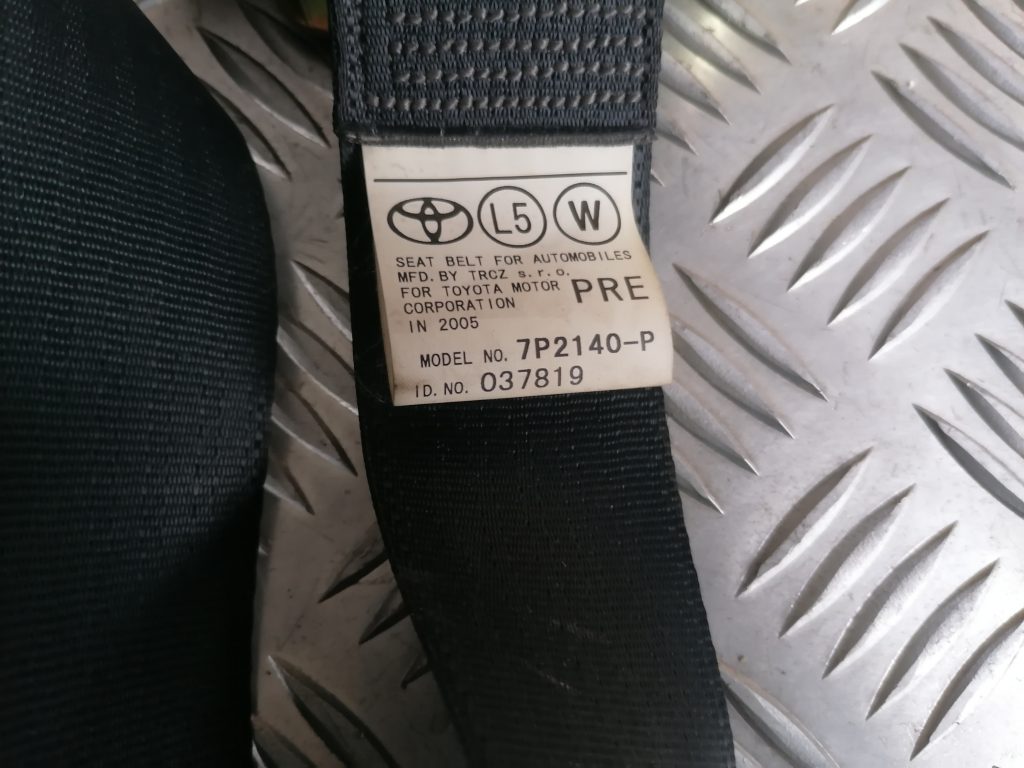 L5 W
SEAT BELT FOR AUTOMOBILES
MFD. BY TRCZ s.r.o.
FOR TOYOTA MOTOR
CORPORATION
PRE
IN 2005
MODEL NO. 7P2140-P
ID. NO. 037819